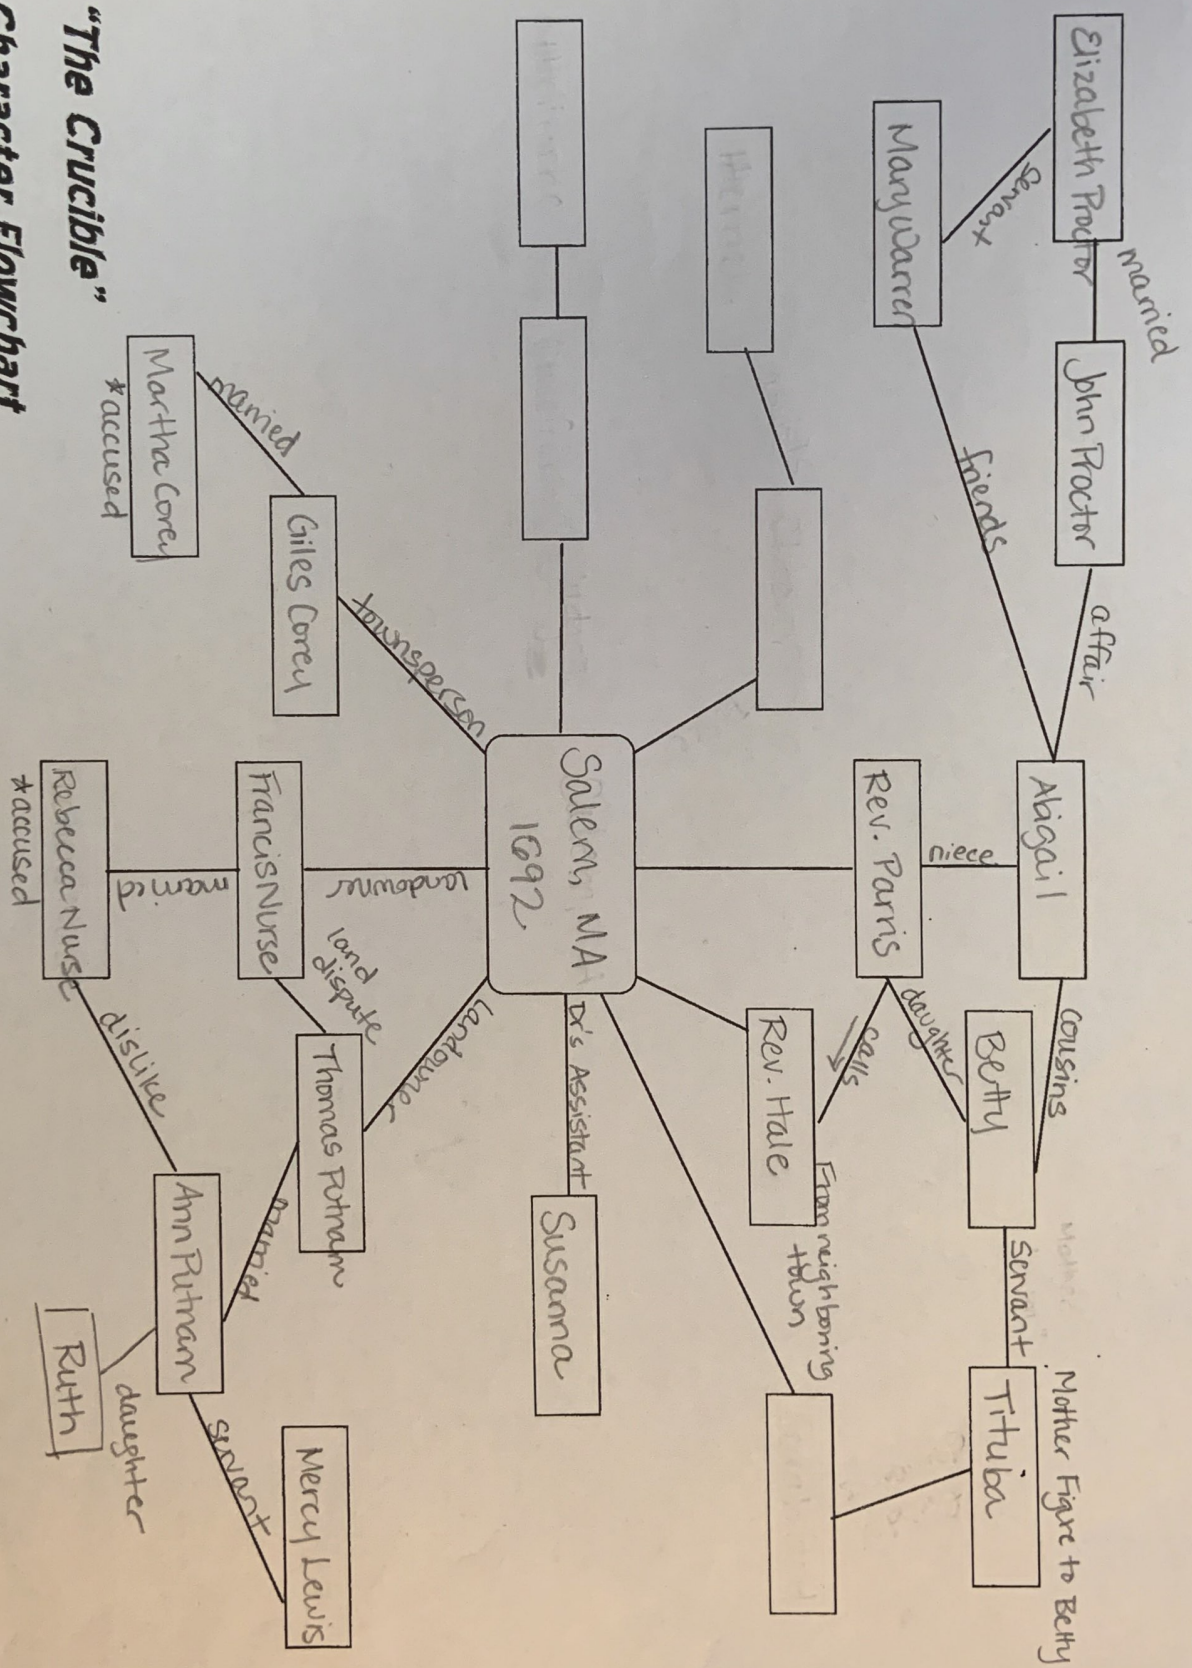 "The Crucible"
Character Flowchart
Elizabeth Proctor
married
John Proctor
affair
Abigail
cousins
Mother Figure to Betty
servant
Mary Warren
friends
niece
Rev. Parris
daughter
Betty
servant
Tituba
calls
Rev. Hale
From neighboring
town
Salem, MA
1692
Dr's Assistant
Susanna
townsperson
Giles Corey
married
Martha Corey
*accused
landowner
Francis Nurse
married
Rebecca Nurse
*accused
land
dispute
landowner
Thomas Putnam
married
dislike
Ann Putnam
daughter
Ruth
servant
Mercy Lewis